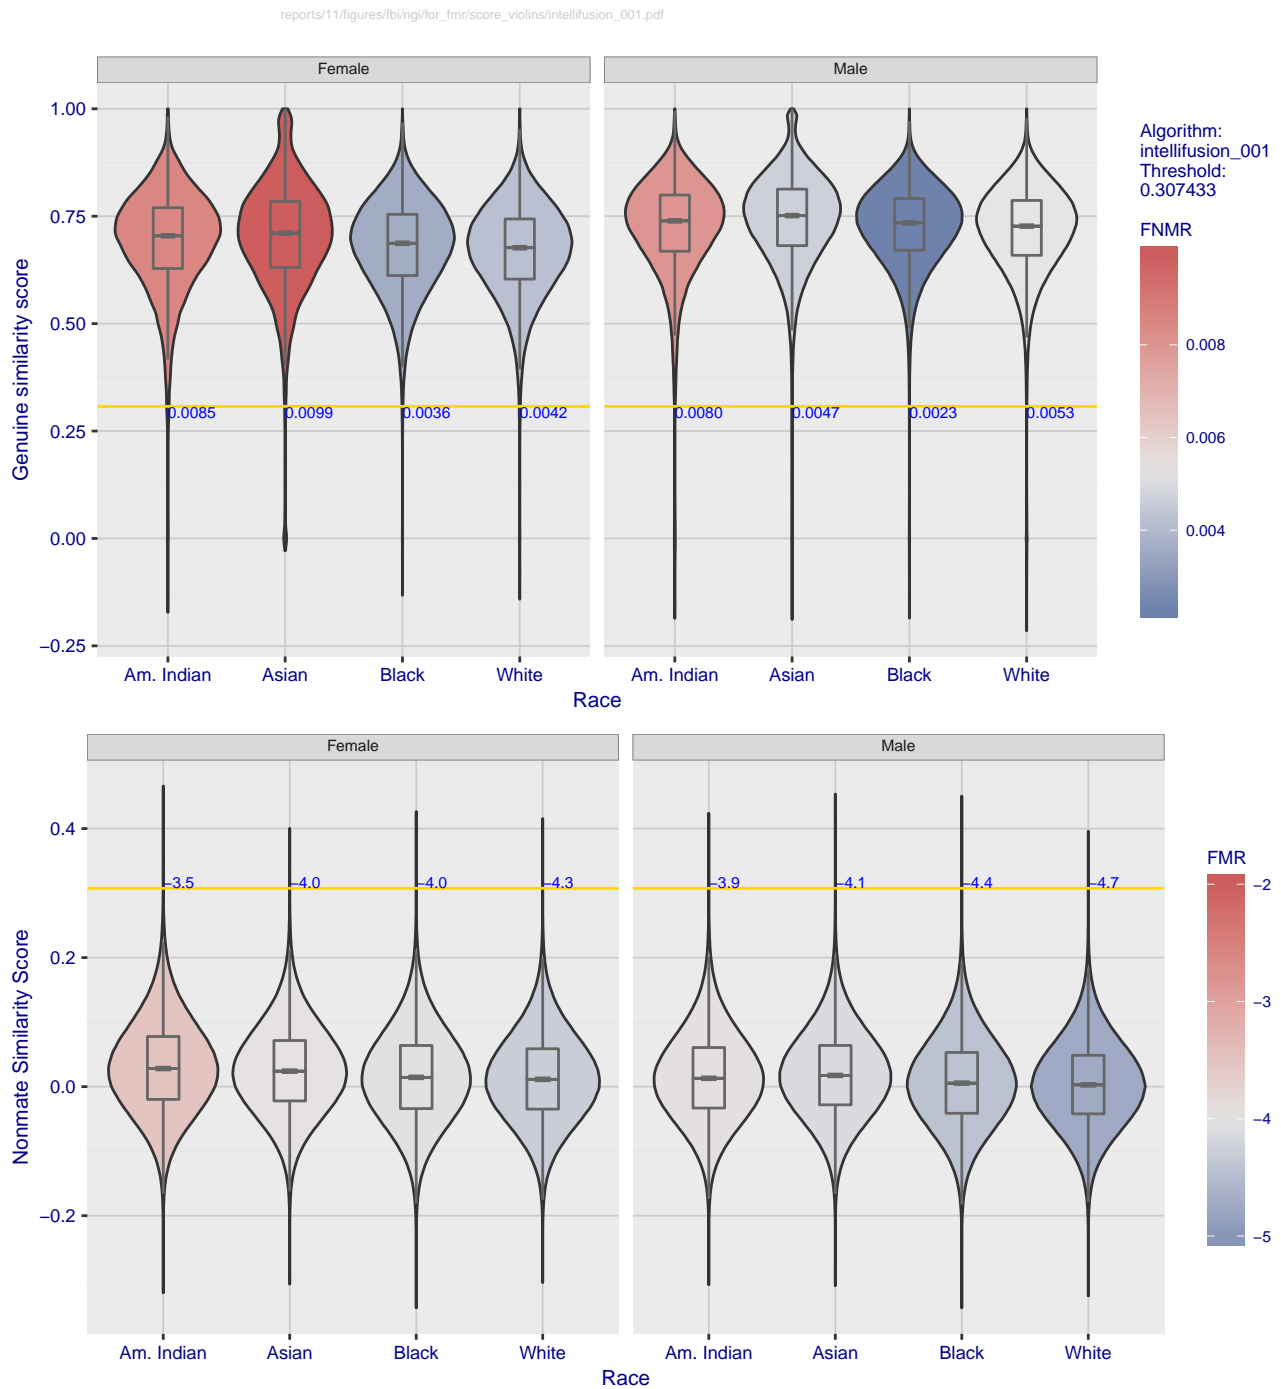 reports/11/figures/fbi/ngi/for_fmr/score_violins/intellifusion_001.pdf
Female
Male
Genuine similarity score
1.00
0.75
0.50
0.25
0.00
−0.25
0.0085
0.0099
0.0036
0.0042
0.0080
0.0047
0.0023
0.0053
Am. Indian
Asian
Black
White
Am. Indian
Asian
Black
White
Race
Algorithm:
intellifusion_001
Threshold:
0.307433
FNMR
0.008
0.006
0.004
Female
Male
Nonmate Similarity Score
0.4
0.2
0.0
−0.2
−3.5
−4.0
−4.0
−4.3
−3.9
−4.1
−4.4
−4.7
Am. Indian
Asian
Black
White
Am. Indian
Asian
Black
White
Race
FMR
−2
−3
−4
−5